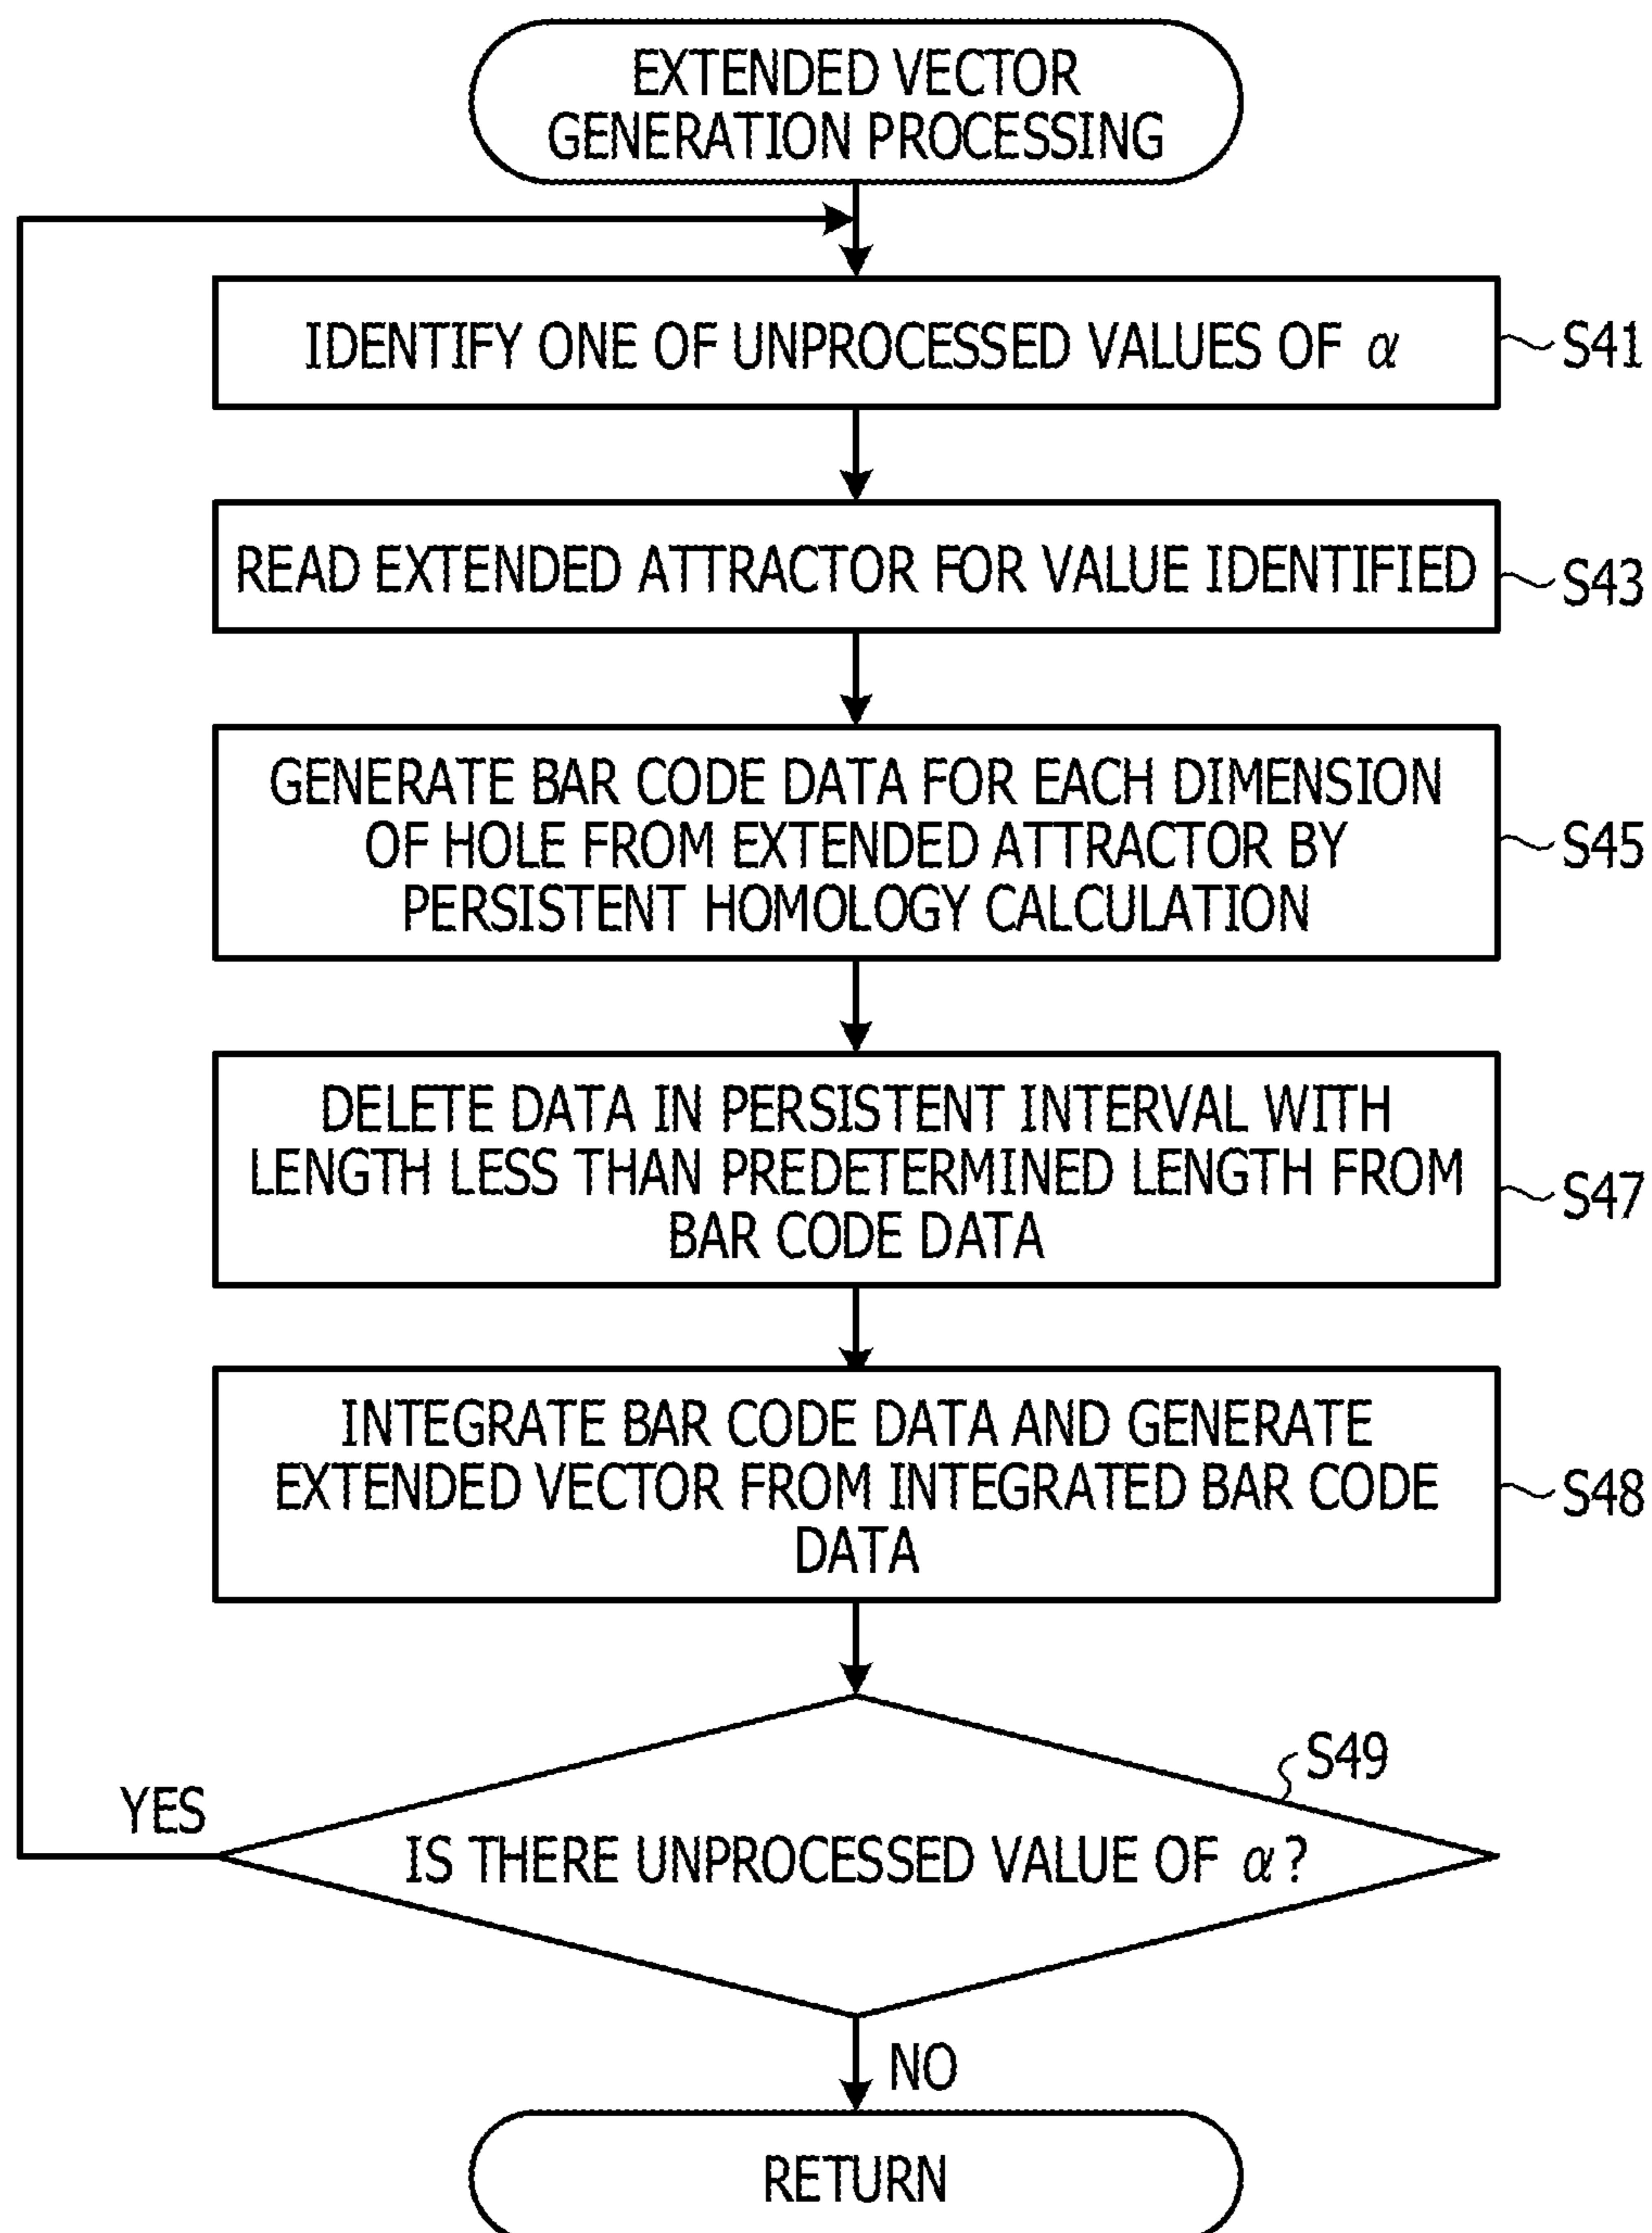 EXTENDED VECTOR
GENERATION PROCESSING
IDENTIFY ONE OF UNPROCESSED VALUES OF α
S41
READ EXTENDED ATTRACTOR FOR VALUE IDENTIFIED
S43
GENERATE BAR CODE DATA FOR EACH DIMENSION
OF HOLE FROM EXTENDED ATTRACTOR BY
PERSISTENT HOMOLOGY CALCULATION
S45
DELETE DATA IN PERSISTENT INTERVAL WITH
LENGTH LESS THAN PREDETERMINED LENGTH FROM
BAR CODE DATA
S47
INTEGRATE BAR CODE DATA AND GENERATE
EXTENDED VECTOR FROM INTEGRATED BAR CODE
DATA
S48
S49
YES
IS THERE UNPROCESSED VALUE OF α?
NO
RETURN